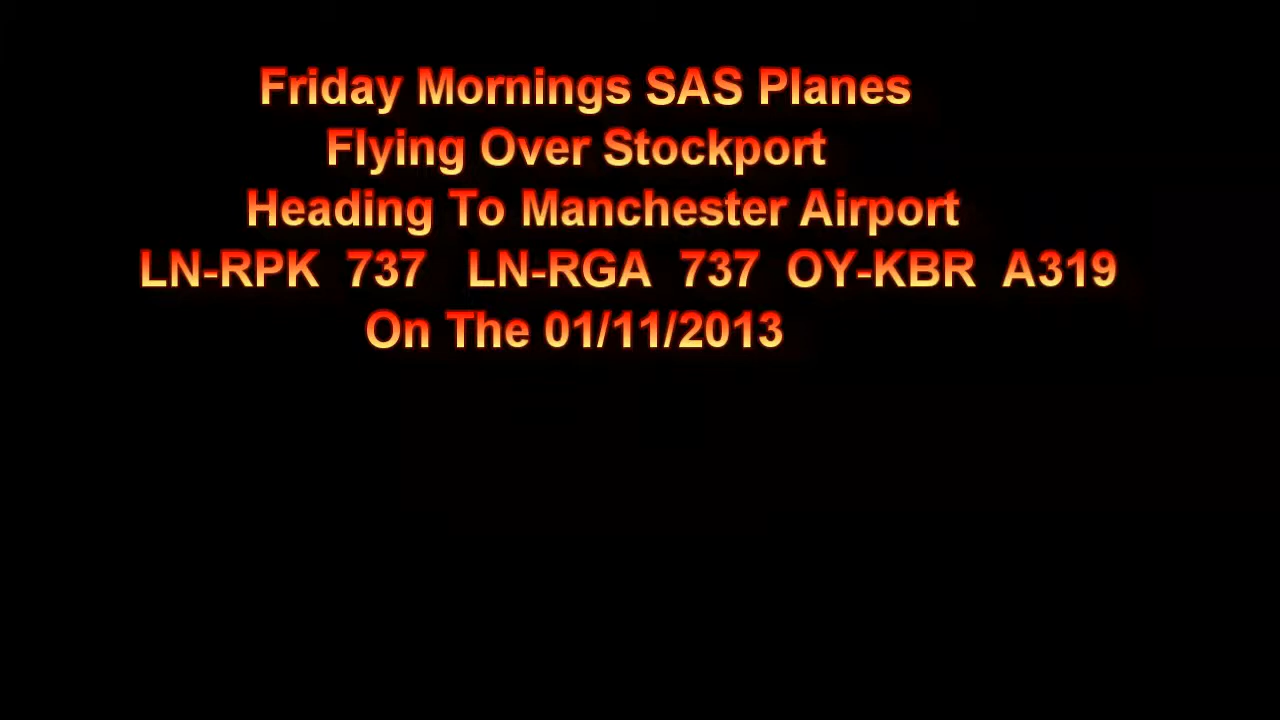 Friday Mornings SAS Planes
Flying Over Stockport
Heading To Manchester Airport
LN-RPK 737 LN-RGA 737 OY-KBR A319
On The 01/11/2013